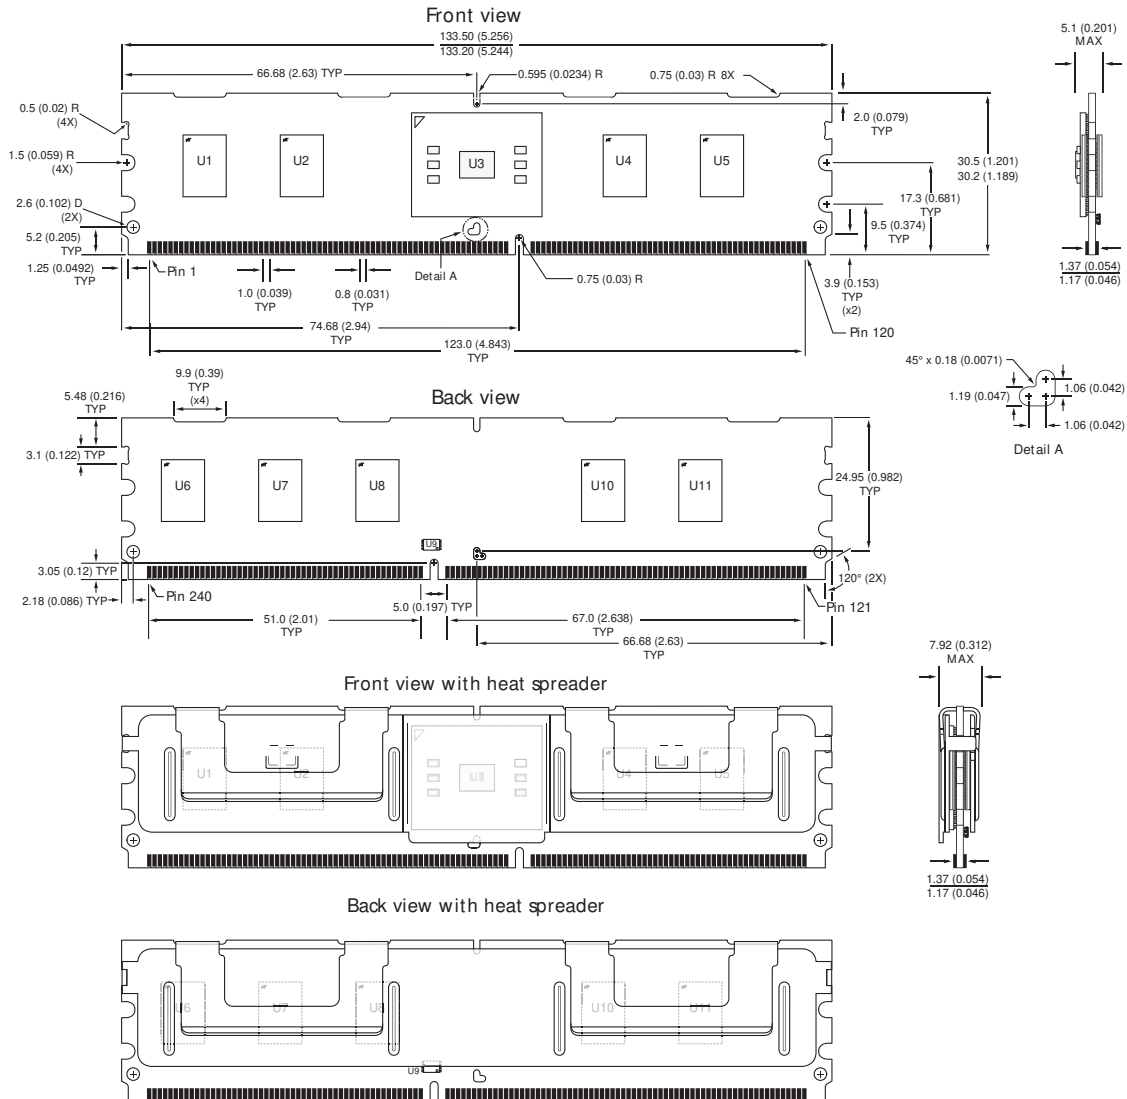 Front view
133.50 (5.256)
133.20 (5.244)
66.68 (2.63) TYP
0.595 (0.0234) R
0.75 (0.03) R 8X
5.1 (0.201)
MAX
0.5 (0.02) R
(4X)
1.5 (0.059) R
(4X)
2.6 (0.102) D
(2X)
5.2 (0.205)
TYP
1.25 (0.0492)
TYP
U1
U2
U3
U4
U5
2.0 (0.079)
TYP
30.5 (1.201)
30.2 (1.189)
17.3 (0.681)
TYP
9.5 (0.374)
TYP
Pin 1
1.0 (0.039)
TYP
0.8 (0.031)
TYP
Detail A
0.75 (0.03) R
3.9 (0.153)
TYP
(x2)
Pin 120
1.37 (0.054)
1.17 (0.046)
74.68 (2.94)
TYP
123.0 (4.843)
TYP
45° x 0.18 (0.0071)
1.19 (0.047)
1.06 (0.042)
1.06 (0.042)
Detail A
Back view
9.9 (0.39)
TYP
(x4)
5.48 (0.216)
TYP
3.1 (0.122) TYP
U6
U7
U8
U9
U10
U11
24.95 (0.982)
TYP
3.05 (0.12) TYP
2.18 (0.086) TYP
Pin 240
5.0 (0.197) TYP
120° (2X)
Pin 121
51.0 (2.01)
TYP
67.0 (2.638)
TYP
66.68 (2.63)
TYP
Front view with heat spreader
7.92 (0.312)
MAX
U1
U2
U3
U4
U5
1.37 (0.054)
1.17 (0.046)
Back view with heat spreader
U6
U7
U8
U10
U11
U9